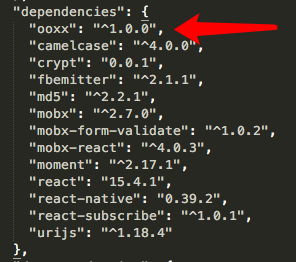 "dependencies": {
"ooxx": "^1.0.0",
"camelcase": "^4.0.0",
"crypt": "0.0.1",
"fbemitter": "^2.1.1",
"md5": "^2.2.1",
"mobx": "^2.7.0",
"mobx-form-validate": "^1.0.2",
"mobx-react": "^4.0.3",
"moment": "^2.17.1",
"react": "15.4.1",
"react-native": "0.39.2",
"react-subscribe": "^1.0.1",
"urijs": "^1.18.4"
},